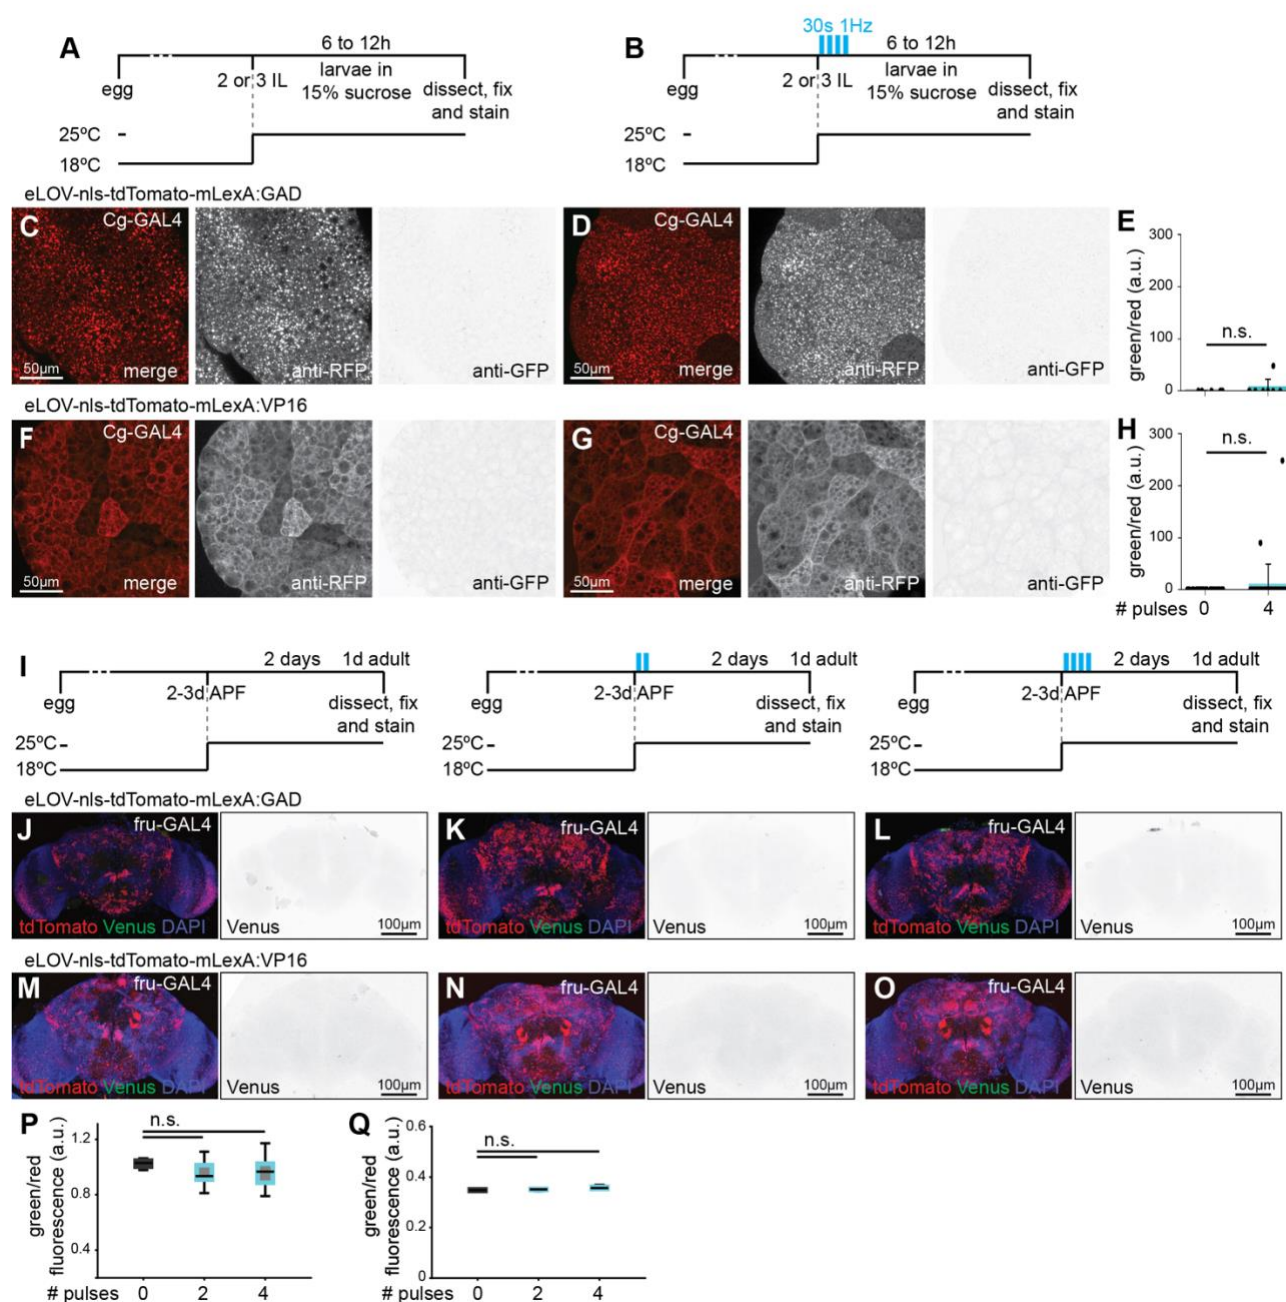 A
6 to 12h
egg
2 or 3 IL
larvae in
15% sucrose
dissect, fix
and stain
25ºC
18ºC
B
30s 1Hz
6 to 12h
egg
2 or 3 IL
larvae in
15% sucrose
dissect, fix
and stain
25ºC
18ºC
eLOV-nls-tdTomato-mLexA:GAD
C
Cg-GAL4
50µm
merge
anti-RFP
anti-GFP
D
Cg-GAL4
50µm
merge
anti-RFP
anti-GFP
E
green/red (a.u.)
300
200
100
0
n.s.
eLOV-nls-tdTomato-mLexA:VP16
F
Cg-GAL4
50µm
merge
anti-RFP
anti-GFP
G
Cg-GAL4
50µm
merge
anti-RFP
anti-GFP
H
green/red (a.u.)
300
200
100
0
n.s.
# pulses 0 4
I
2 days 1d adult
egg
2-3d APF
dissect, fix
and stain
25ºC
18ºC
2 days 1d adult
egg
2-3d APF
dissect, fix
and stain
25ºC
18ºC
2 days 1d adult
egg
2-3d APF
dissect, fix
and stain
25ºC
18ºC
eLOV-nls-tdTomato-mLexA:GAD
J
fru-GAL4
tdTomato Venus DAPI
Venus
100µm
K
fru-GAL4
tdTomato Venus DAPI
Venus
100µm
L
fru-GAL4
tdTomato Venus DAPI
Venus
100µm
eLOV-nls-tdTomato-mLexA:VP16
M
fru-GAL4
tdTomato Venus DAPI
Venus
100µm
N
fru-GAL4
tdTomato Venus DAPI
Venus
100µm
O
fru-GAL4
tdTomato Venus DAPI
Venus
100µm
P
green/red
fluorescence (a.u.)
1.2
0.8
0.4
n.s.
# pulses 0 2 4
Q
green/red
fluorescence (a.u.)
0.6
0.4
0.2
0
n.s.
# pulses 0 2 4